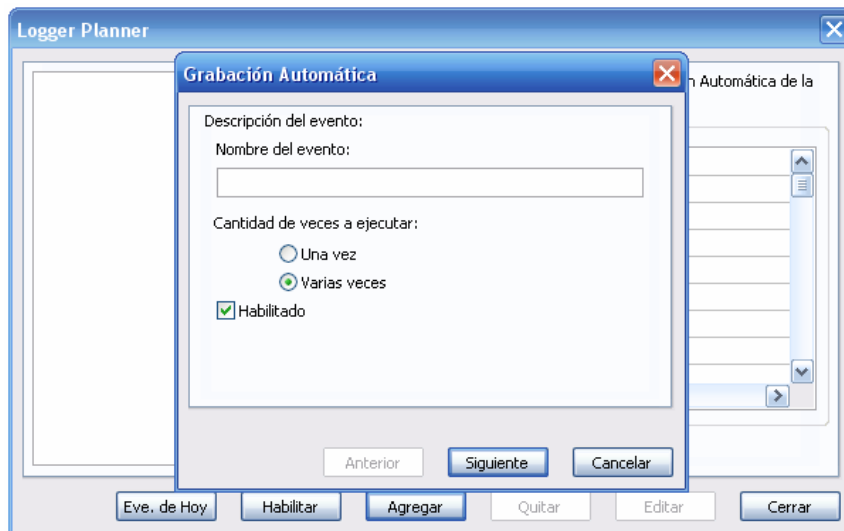 Logger Planner
Grabación Automática
Automática de la
Descripción del evento:
Nombre del evento:
Cantidad de veces a ejecutar:
Una vez
Varias veces
Habilitado
Anterior
Siguiente
Cancelar
Eve. de Hoy
Habilitar
Agregar
Quitar
Editar
Cerrar